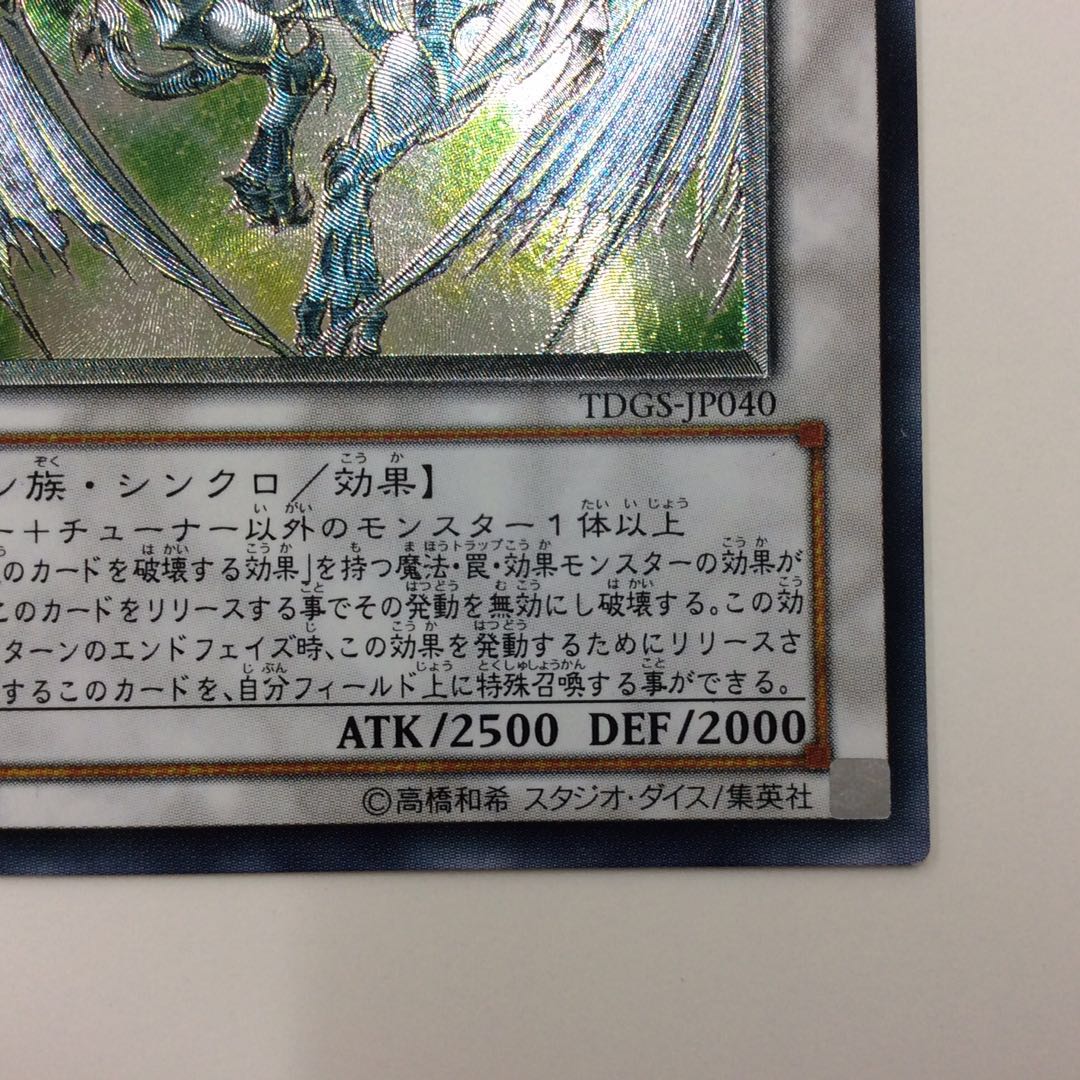 TDGS-JP040
ン族・シンクロ/効果】
ー+チューナー以外のモンスター1体以上
のカードを破壊する効果」を持つ魔法・罠・効果モンスターの効果が
このカードをリリースする事でその発動を無効にし破壊する。この効
ターンのエンドフェイズ時、この効果を発動するためにリリースさ
するこのカードを、自分フィールド上に特殊召喚する事ができる。
ATK/2500 DEF/2000
©高橋和希 スタジオ・ダイス/集英社